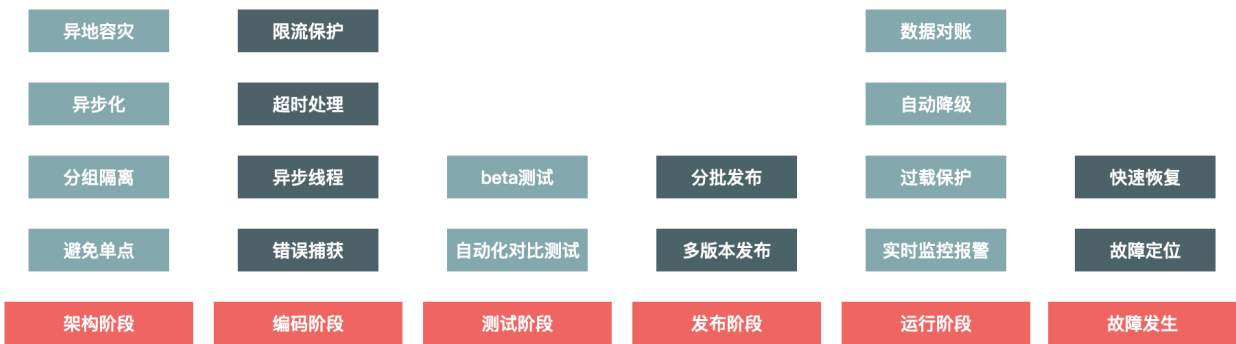 异地容灾
限流保护
数据对账
异步化
超时处理
自动降级
分组隔离
异步线程
beta测试
分批发布
过载保护
快速恢复
避免单点
错误捕获
自动化对比测试
多版本发布
实时监控报警
故障定位
架构阶段
编码阶段
测试阶段
发布阶段
运行阶段
故障发生